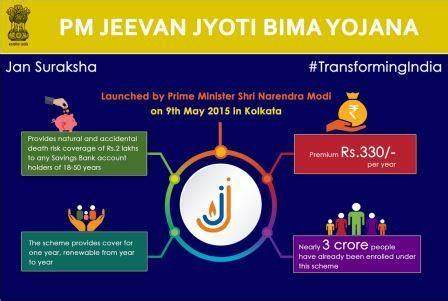 PM JEEVAN JYOTI BIMA YOJANA
Jan Suraksha
#TransformingIndia
Launched by Prime Minister Shri Narendra Modi
on 9th May 2015 in Kolkata
Provides natural and accidental
death risk coverage of Rs.2 lakhs
to any Savings Bank account
holders of 18-50 years
Premium Rs.330/-
per year
The scheme provides cover for
one year, renewable from year
to year
Nearly 3 crore people
have already been enrolled under
this scheme